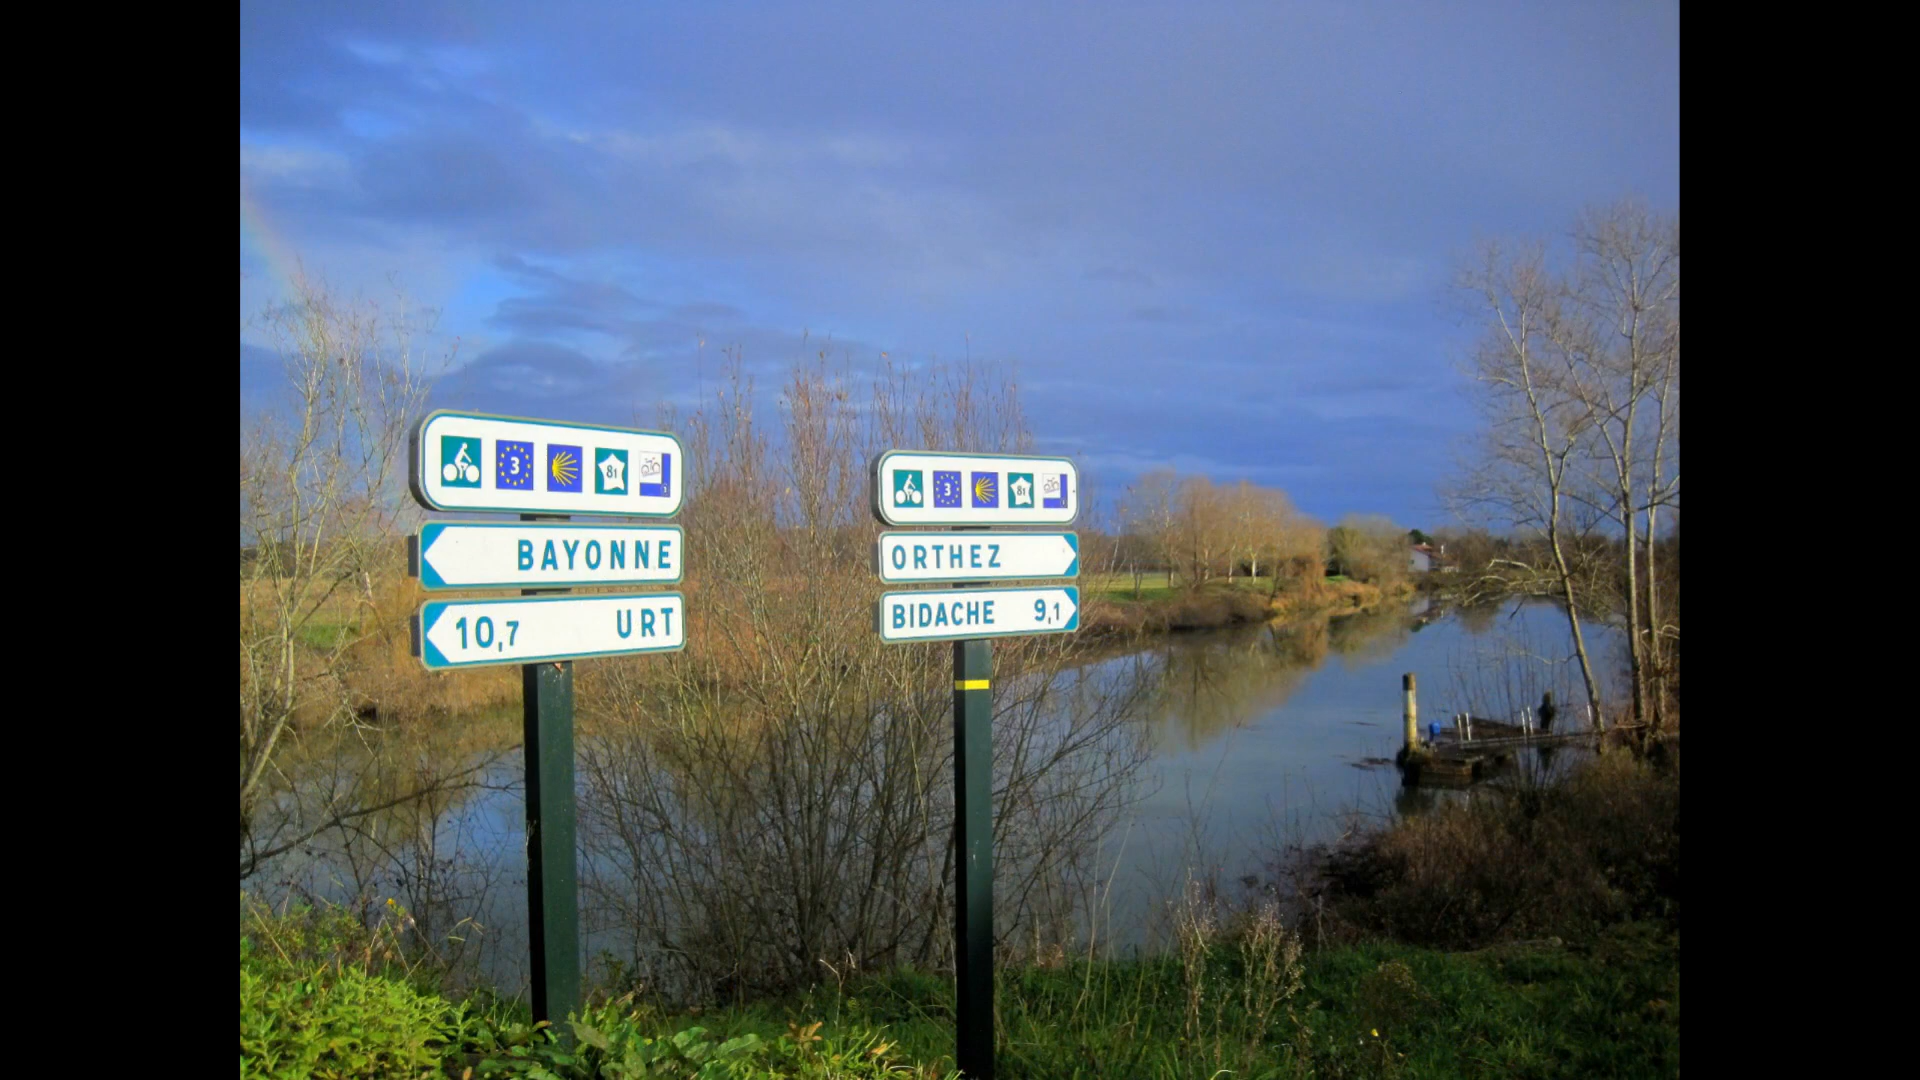 3 81
BAYONNE
10,7 URT
3 81
ORTHEZ
BIDACHE 9,1